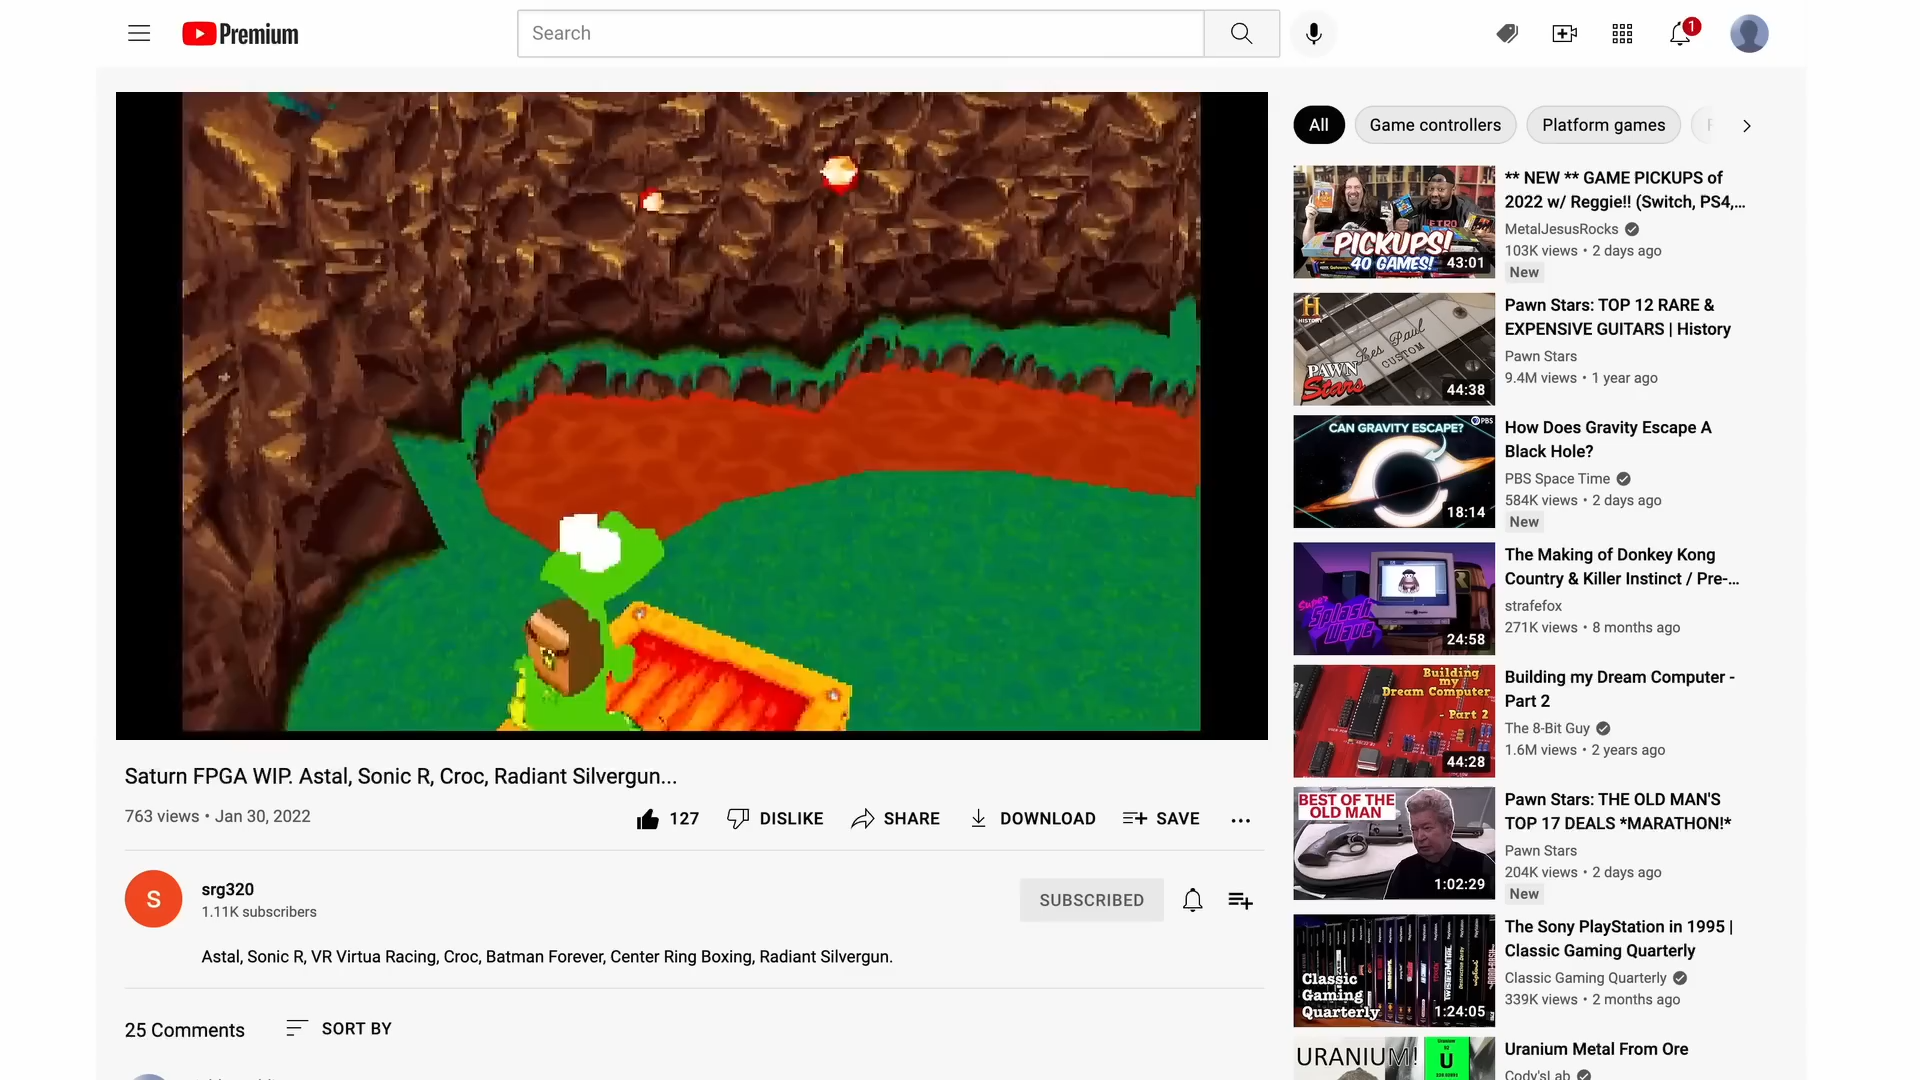 Premium
Search
1
All
Game controllers
Platform games
Saturn FPGA WIP. Astal, Sonic R, Croc, Radiant Silvergun...
763 views • Jan 30, 2022
127
DISLIKE
SHARE
DOWNLOAD
SAVE
S
srg320
1.11K subscribers
SUBSCRIBED
Astal, Sonic R, VR Virtua Racing, Croc, Batman Forever, Center Ring Boxing, Radiant Silvergun.
25 Comments
SORT BY
PICKUPS!
40 GAMES!
43:01
** NEW ** GAME PICKUPS of
2022 w/ Reggie!! (Switch, PS4,...
MetalJesusRocks
103K views • 2 days ago
New
H
HISTORY
Les Paul
CUSTOM
PAWN
Stars
44:38
Pawn Stars: TOP 12 RARE &
EXPENSIVE GUITARS | History
Pawn Stars
9.4M views • 1 year ago
PBS
CAN GRAVITY ESCAPE?
18:14
How Does Gravity Escape A
Black Hole?
PBS Space Time
584K views • 2 days ago
New
Super
Splash
Wave
24:58
The Making of Donkey Kong
Country & Killer Instinct / Pre-...
strafefox
271K views • 8 months ago
Building
my
Dream Computer
- Part 2
44:28
Building my Dream Computer -
Part 2
The 8-Bit Guy
1.6M views • 2 years ago
BEST OF THE
OLD MAN
1:02:29
Pawn Stars: THE OLD MAN'S
TOP 17 DEALS *MARATHON!*
Pawn Stars
204K views • 2 days ago
New
Classic
Gaming
Quarterly
1:24:05
The Sony PlayStation in 1995 |
Classic Gaming Quarterly
Classic Gaming Quarterly
339K views • 2 months ago
URANIUM!
Uranium
U
Uranium Metal From Ore
Cody'sLab